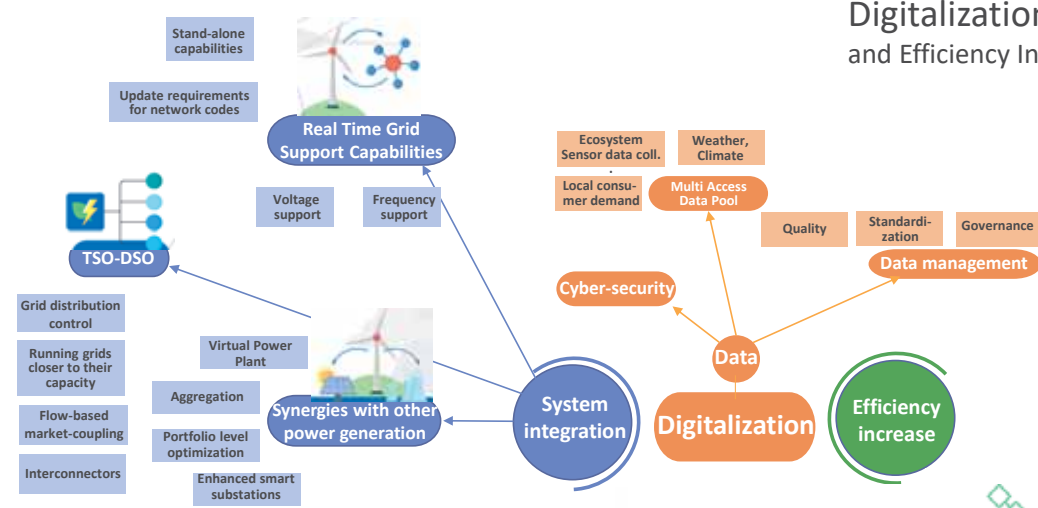 Digitalization
and Efficiency In
Stand-alone
capabilities
Update requirements
for network codes
Real Time Grid
Support Capabilities
Voltage
support
Frequency
support
TSO-DSO
Grid distribution
control
Running grids
closer to their
capacity
Flow-based
market-coupling
Interconnectors
Virtual Power
Plant
Aggregation
Portfolio level
optimization
Enhanced smart
substations
Synergies with other
power generation
System
integration
Ecosystem
Sensor data coll.
.
Local consu-
mer demand
Weather,
Climate
Multi Access
Data Pool
Quality
Standardi-
zation
Governance
Data management
Cyber-security
Data
Digitalization
Efficiency
increase